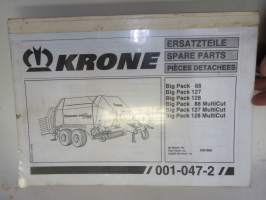 KRONE
ERSATZTEILE
SPARE PARTS
PIÈCES DETACHEES
Big Pack 88
Big Pack 127
Big Pack 128
Big Pack 88 MultiCut
Big Pack 127 MultiCut
Big Pack 128 MultiCut
001-047-2